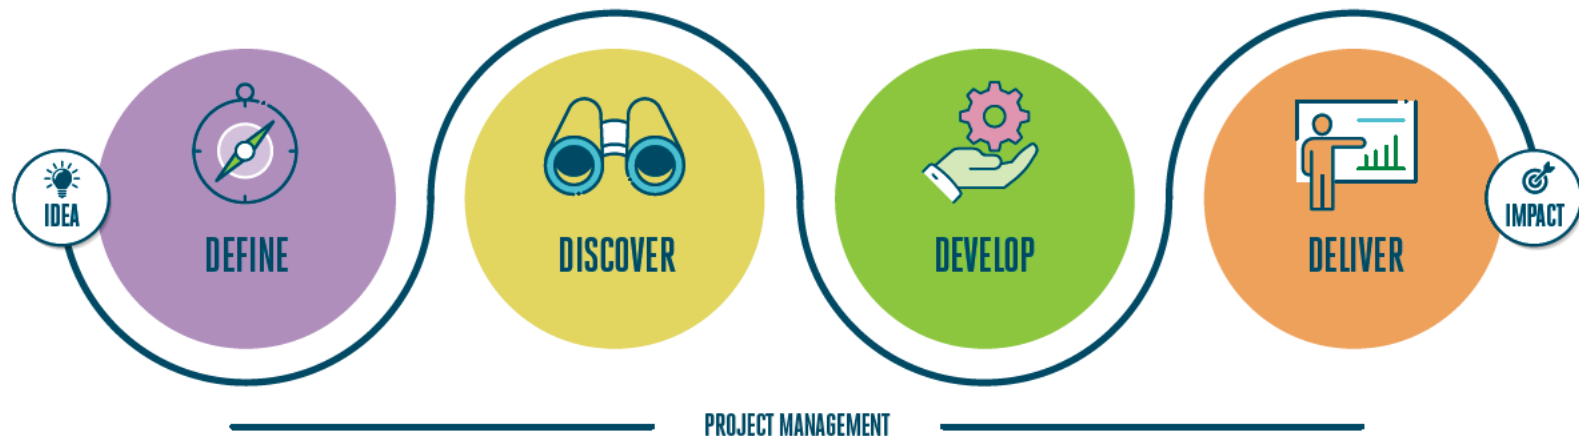 IDEA
DEFINE
DISCOVER
DEVELOP
DELIVER
IMPACT
PROJECT MANAGEMENT